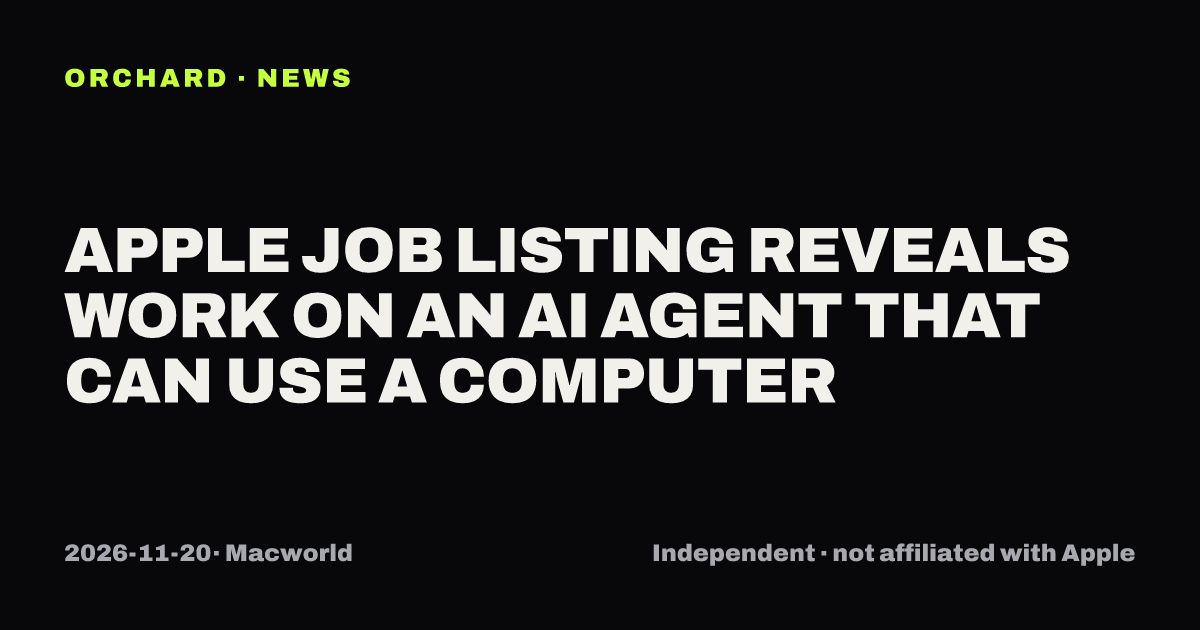 ORCHARD · NEWS
APPLE JOB LISTING REVEALS
WORK ON AN AI AGENT THAT
CAN USE A COMPUTER
2026-11-20 · Macworld
Independent · not affiliated with Apple